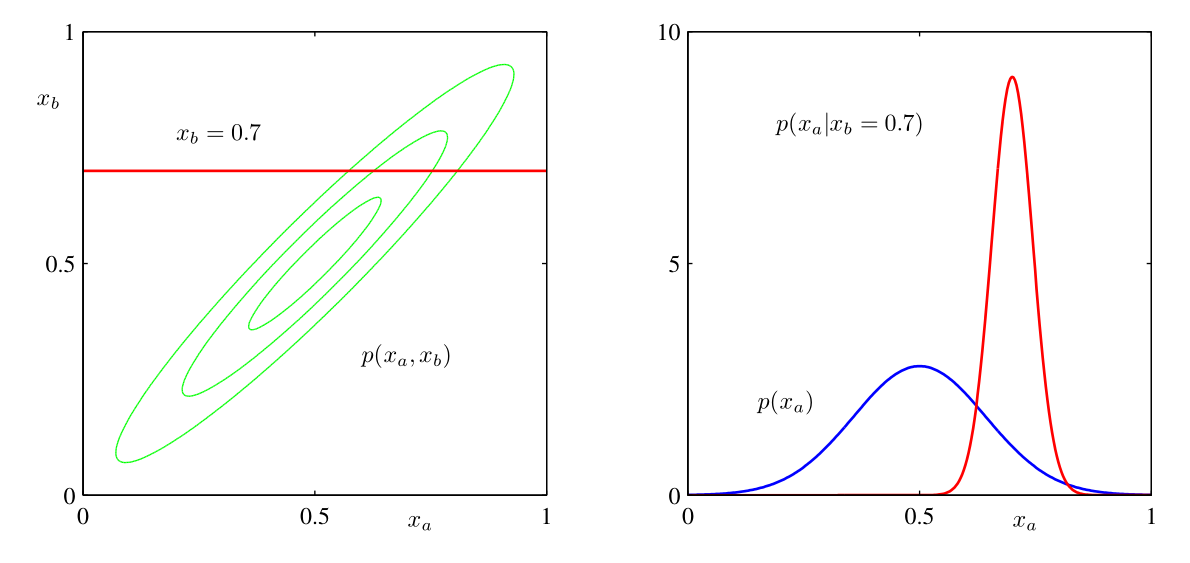 1
x_b
x_b = 0.7
0.5
p(x_a, x_b)
0
0
0.5
x_a
1
10
p(x_a|x_b = 0.7)
5
p(x_a)
0
0
0.5
x_a
1